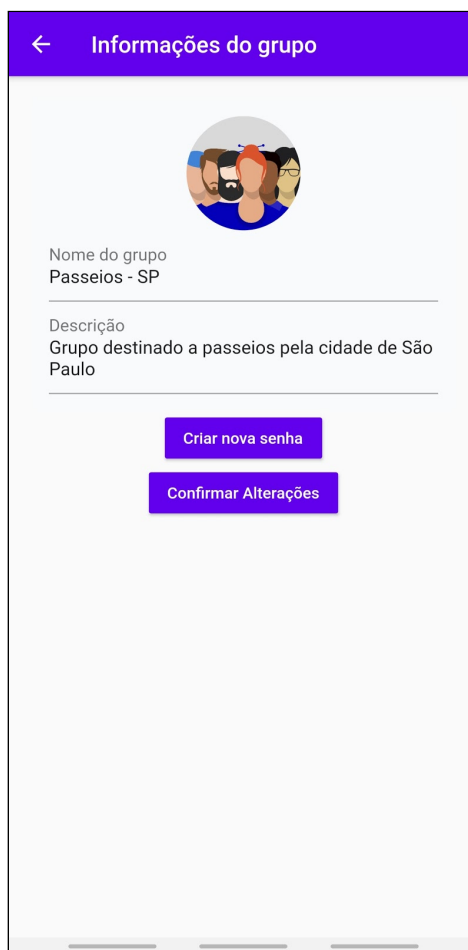 Informações do grupo
Nome do grupo
Passeios - SP
Descrição
Grupo destinado a passeios pela cidade de São
Paulo
Criar nova senha
Confirmar Alterações